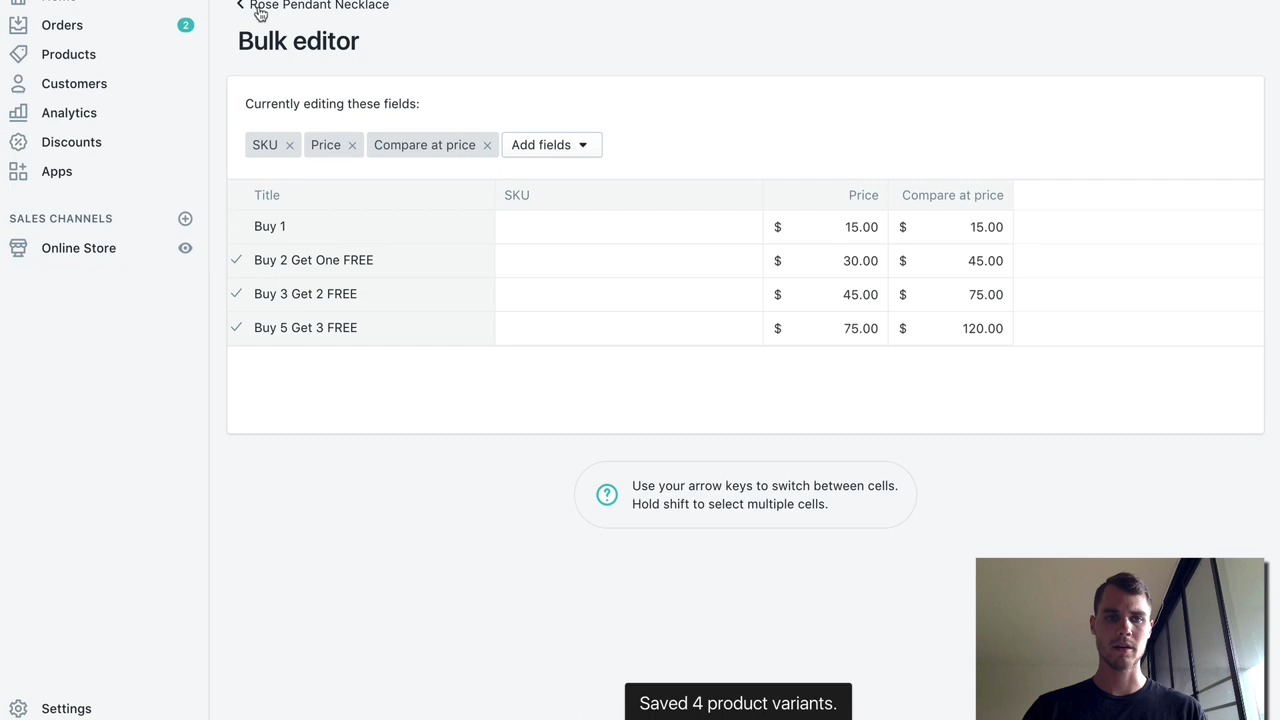 Rose Pendant Necklace
Bulk editor
Orders
2
Products
Customers
Analytics
Discounts
Apps
SALES CHANNELS
Online Store
Settings
Currently editing these fields:
SKU Price Compare at price Add fields
Title SKU Price Compare at price
Buy 1 $ 15.00 $ 15.00
Buy 2 Get One FREE $ 30.00 $ 45.00
Buy 3 Get 2 FREE $ 45.00 $ 75.00
Buy 5 Get 3 FREE $ 75.00 $ 120.00
Use your arrow keys to switch between cells.
Hold shift to select multiple cells.
Saved 4 product variants.